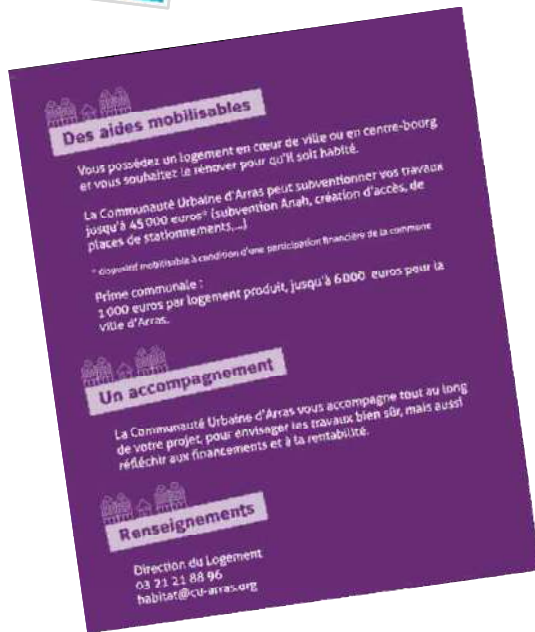 Des aides mobilisables
Vous possédez un logement en cœur de ville ou en centre-bourg
et vous souhaitez le rénover pour qu'il soit habité.
La Communauté Urbaine d'Arras peut subventionner vos travaux
jusqu'à 45 000 euros* (subvention Anah, création d'accès, de
places de stationnements,...)
* dispositif mobilisable à condition d'une participation financière de la commune
Prime communale :
1 000 euros par logement produit, jusqu'à 6 000 euros pour la
ville d'Arras.
Un accompagnement
La Communauté Urbaine d'Arras vous accompagne tout au long
de votre projet, pour envisager les travaux bien sûr, mais aussi
réfléchir aux financements et à la rentabilité.
Renseignements
Direction du Logement
03 21 21 88 96
habitat@cu-arras.org